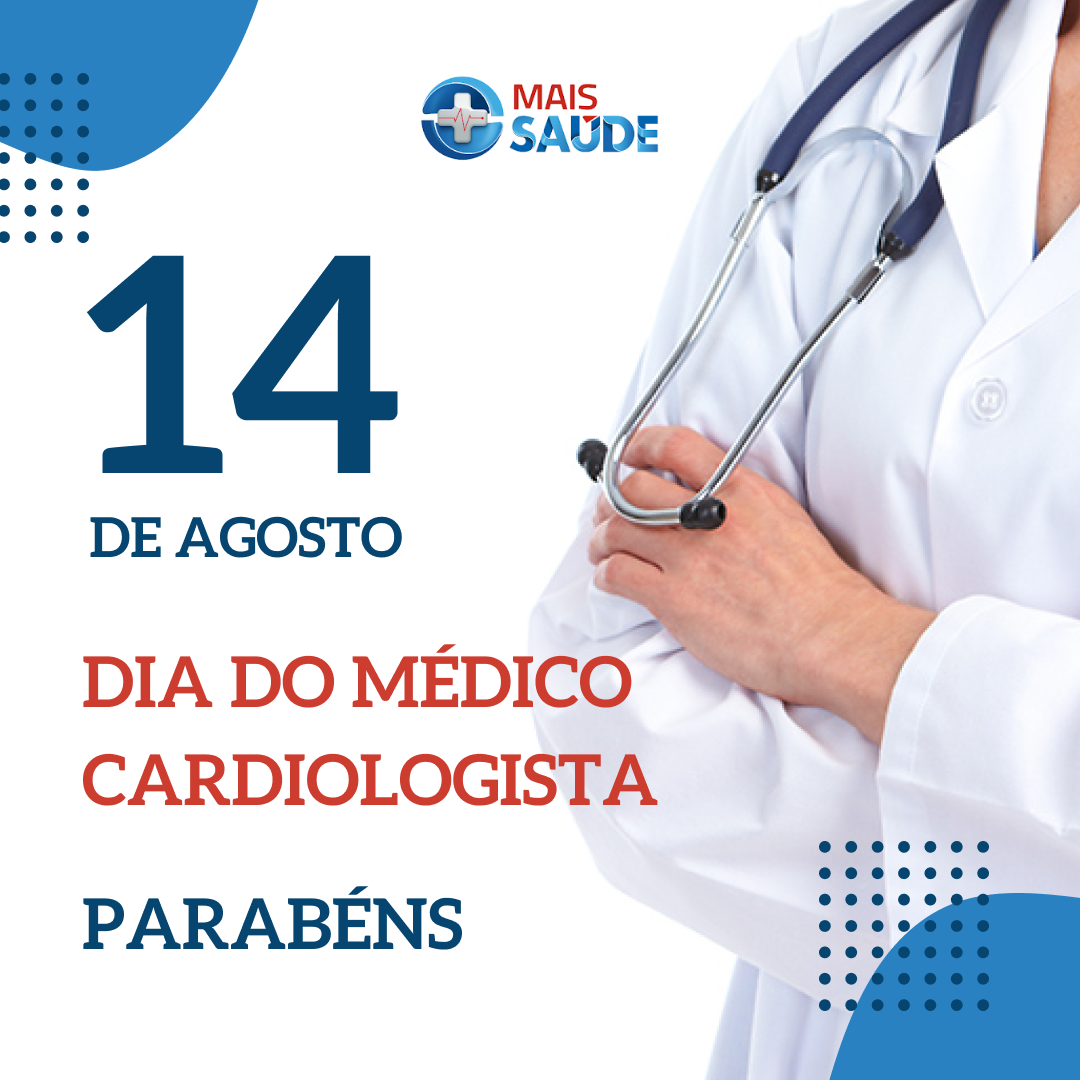 MAIS
SAÚDE
14
DE AGOSTO
DIA DO MÉDICO
CARDIOLOGISTA
PARABÉNS